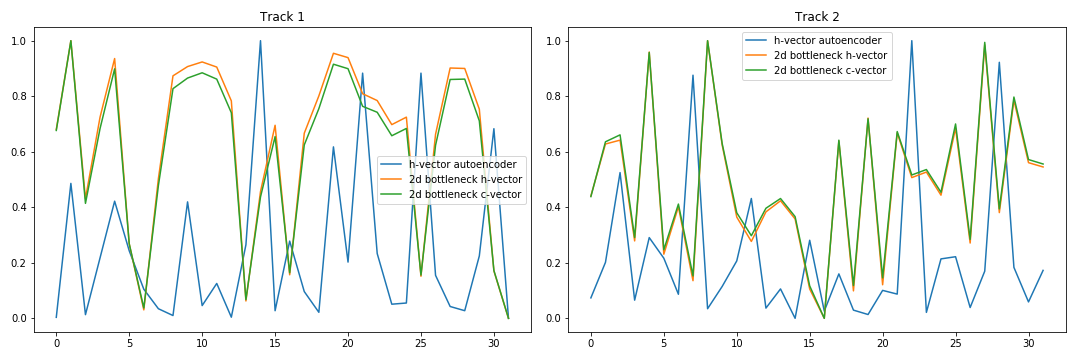 Track 1
1.0
0.8
0.6
0.4
0.2
0.0
h-vector autoencoder
2d bottleneck h-vector
2d bottleneck c-vector
0 5 10 15 20 25 30
Track 2
1.0
0.8
0.6
0.4
0.2
0.0
h-vector autoencoder
2d bottleneck h-vector
2d bottleneck c-vector
0 5 10 15 20 25 30